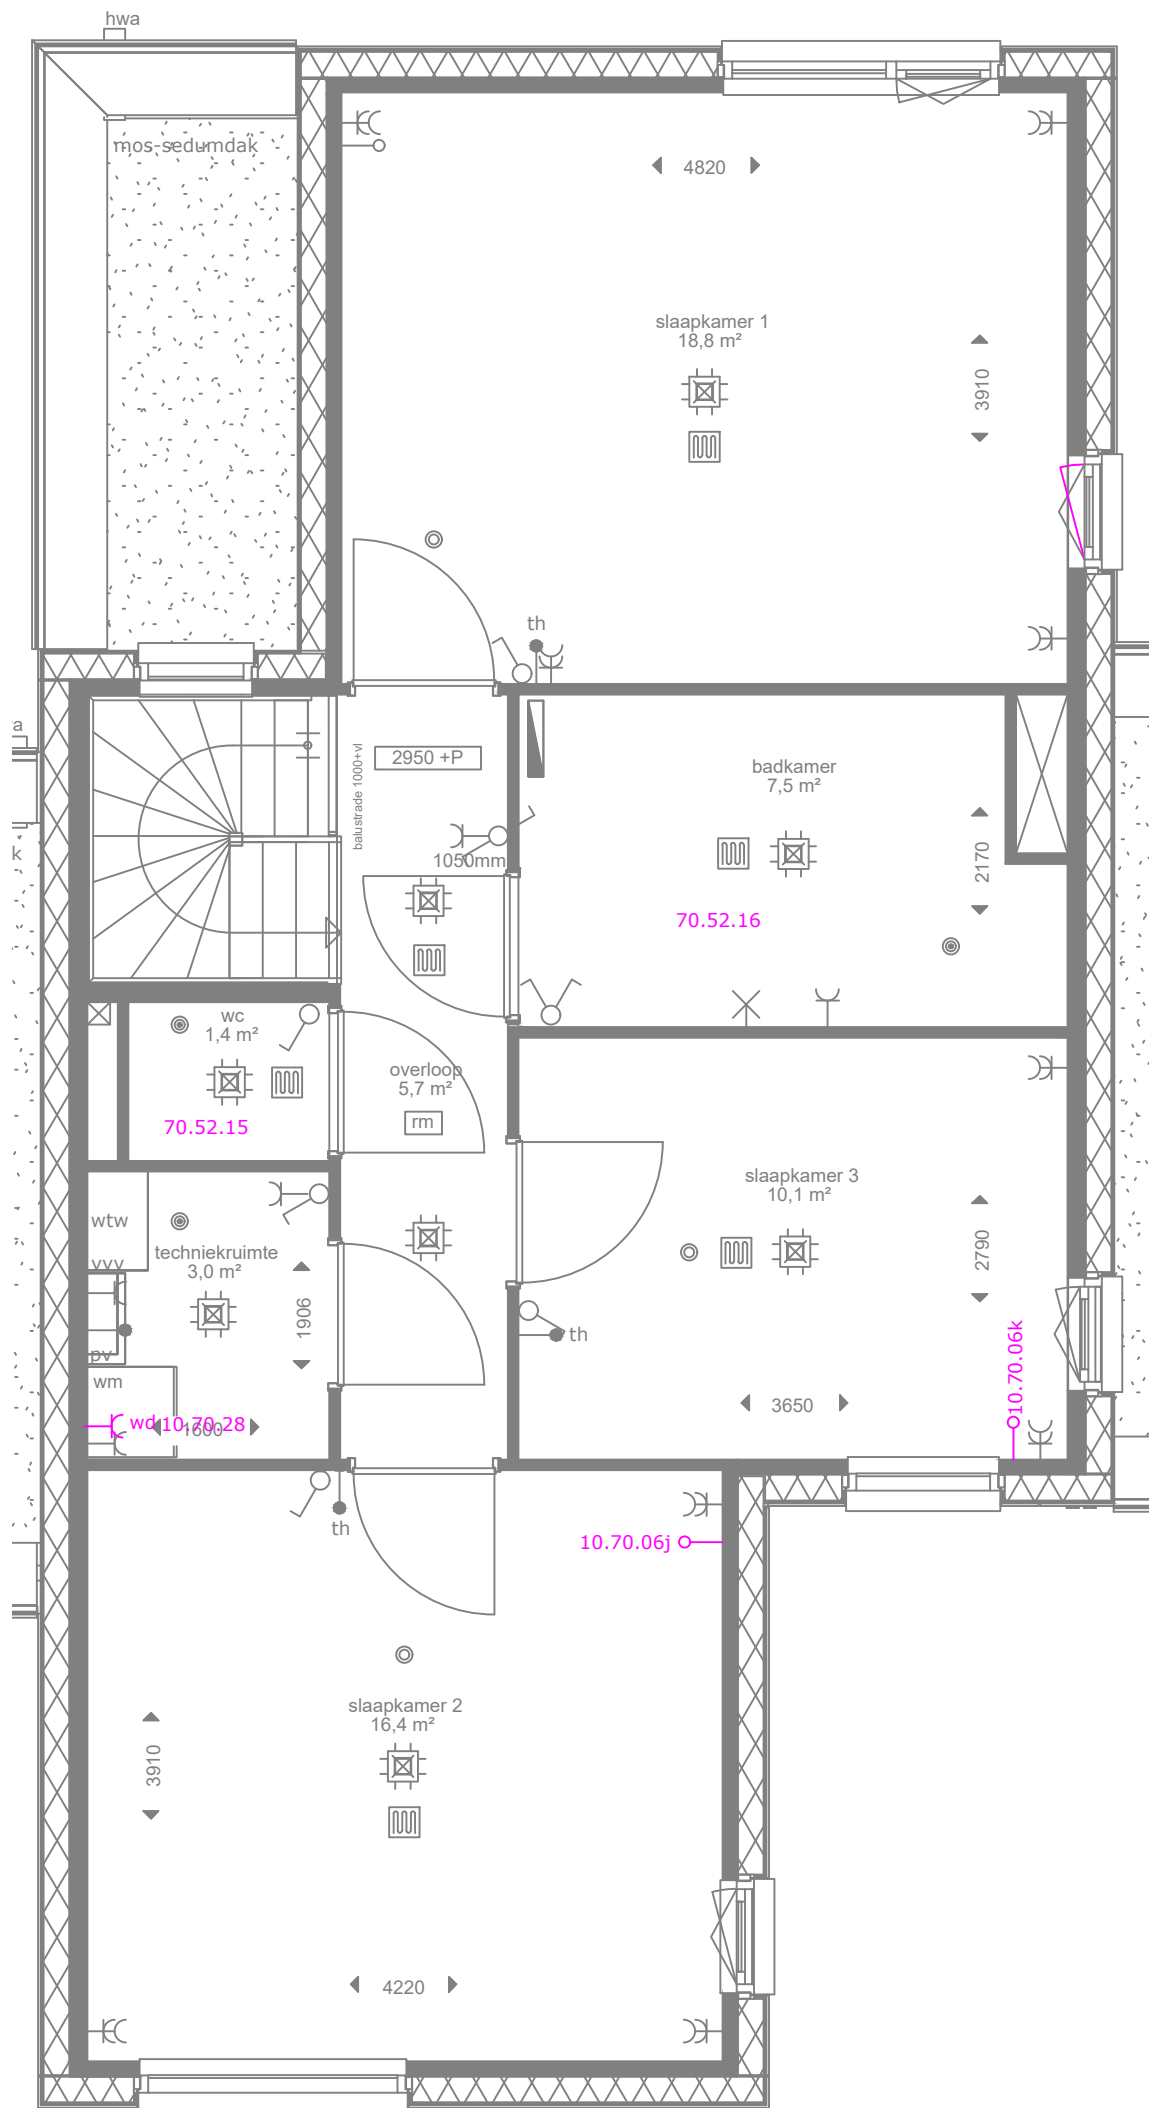 hwa
mos-sedumdak
4820
slaapkamer 1
18,8 m²
3910
th
a
2950 +P
balustrade 1000+vl
badkamer
7,5 m²
k
1050mm
2170
70.52.16
wc
1,4 m²
overloop
5,7 m²
rm
70.52.15
slaapkamer 3
10,1 m²
wtw
techniekruimte
3,0 m²
vvv
2790
1906
th
pv
wm
10.70.06k
3650
wd 10.70.28
1600
th
10.70.06j
slaapkamer 2
16,4 m²
3910
4220